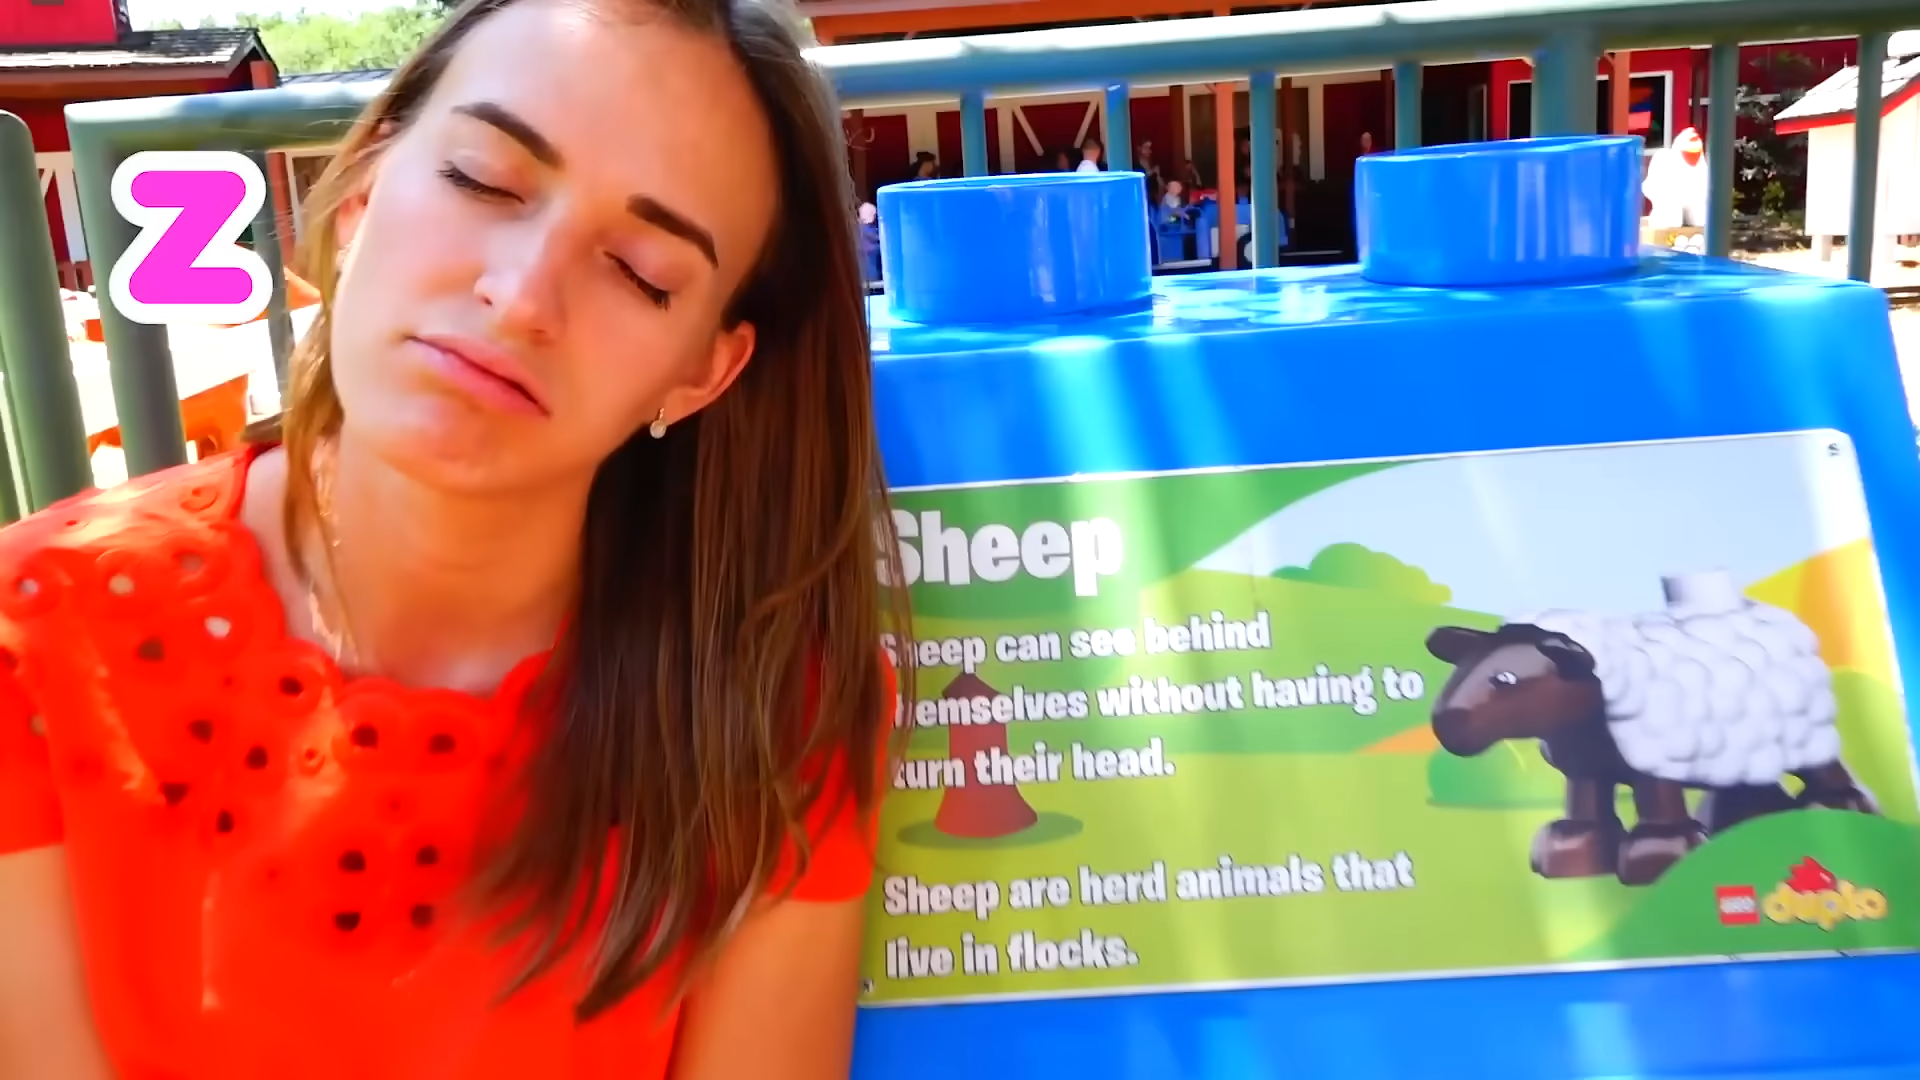 Z
Sheep
Sheep can see behind
themselves without having to
turn their head.
Sheep are herd animals that
live in flocks.
LEGO duplo